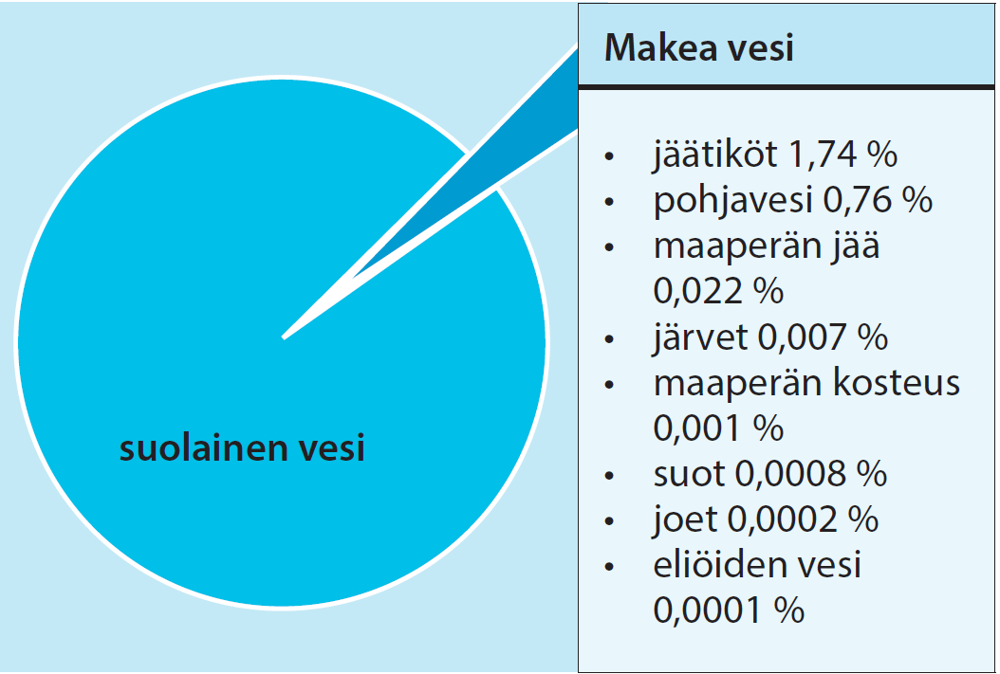 Makea vesi
• jäätiköt 1,74 %
• pohjavesi 0,76 %
• maaperän jää
0,022 %
• järvet 0,007 %
• maaperän kosteus
0,001 %
• suot 0,0008 %
• joet 0,0002 %
• eliöiden vesi
0,0001 %
suolainen vesi